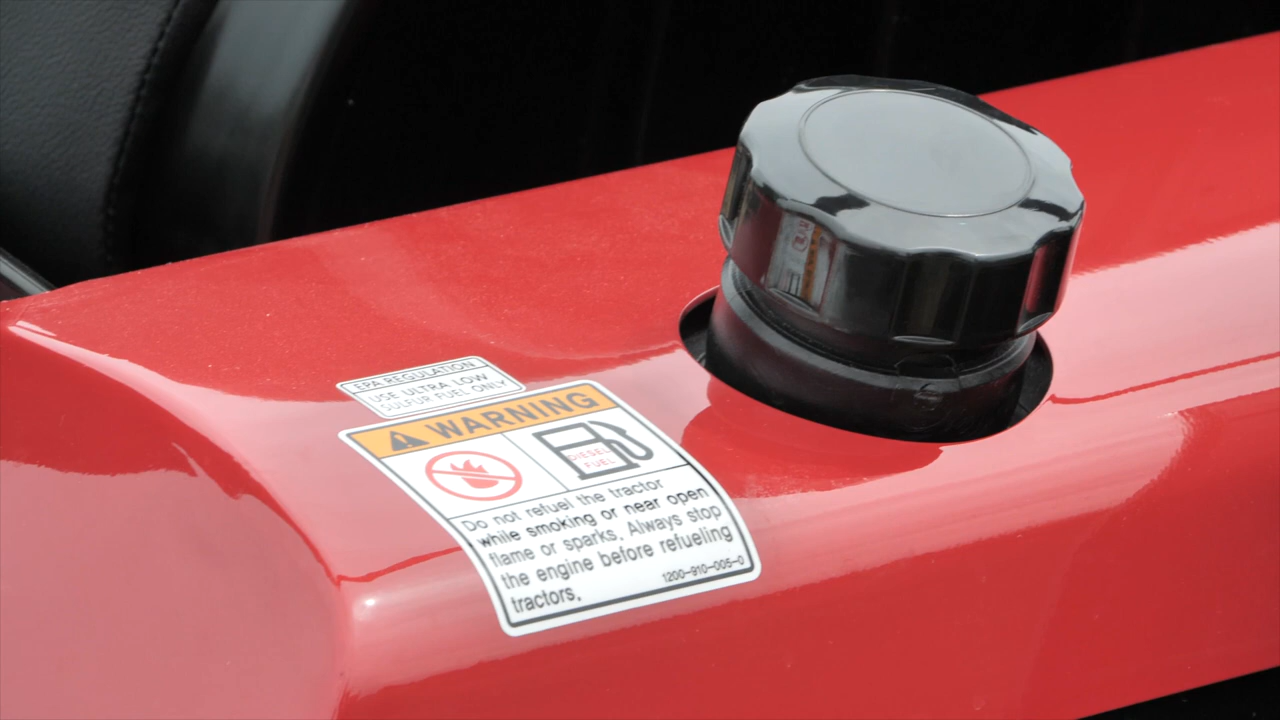 EPA REGULATION
USE ULTRA LOW
SULFUR FUEL ONLY
WARNING
DIESEL
FUEL
Do not refuel the tractor
while smoking or near open
flame or sparks. Always stop
the engine before refueling
tractors.
1200-910-005-0